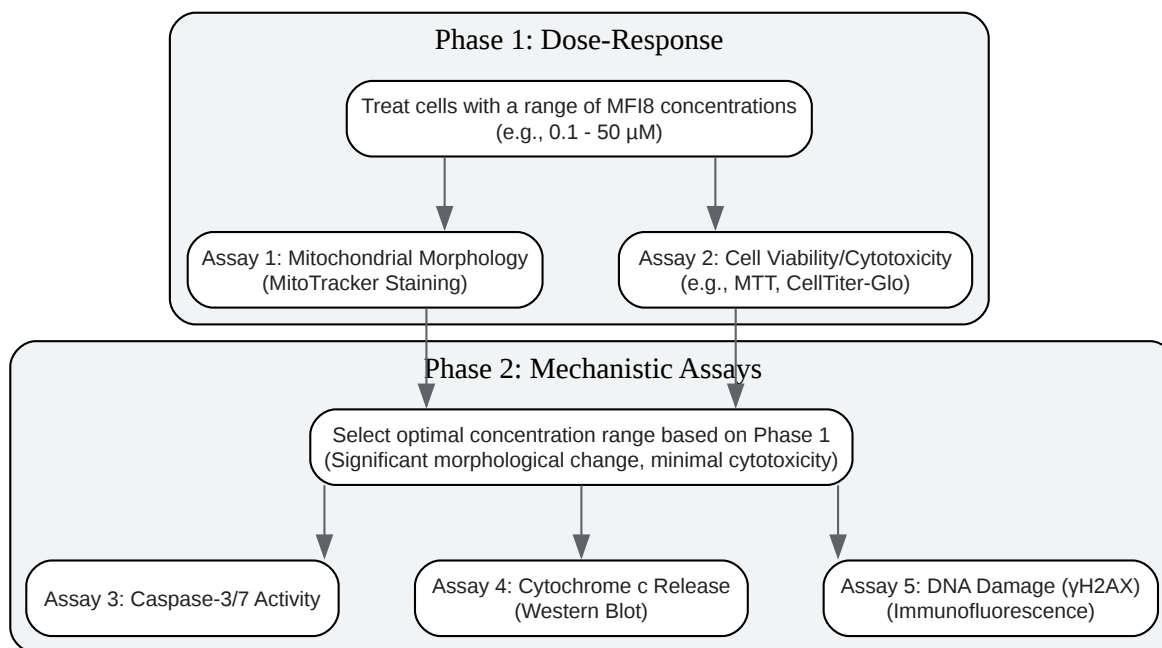 Phase 1: Dose-Response
Treat cells with a range of MFI8 concentrations
(e.g., 0.1 - 50 µM)
Assay 1: Mitochondrial Morphology
(MitoTracker Staining)
Assay 2: Cell Viability/Cytotoxicity
(e.g., MTT, CellTiter-Glo)
Phase 2: Mechanistic Assays
Select optimal concentration range based on Phase 1
(Significant morphological change, minimal cytotoxicity)
Assay 3: Caspase-3/7 Activity
Assay 4: Cytochrome c Release
(Western Blot)
Assay 5: DNA Damage (γH2AX)
(Immunofluorescence)